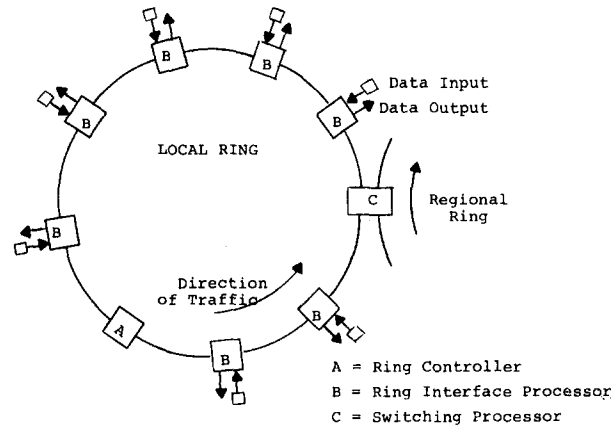 B
B
B
Data Input
Data Output
B
B
LOCAL RING
C
Regional
Ring
B
Direction
of Traffic
B
A
B
A = Ring Controller
B = Ring Interface Processor
C = Switching Processor